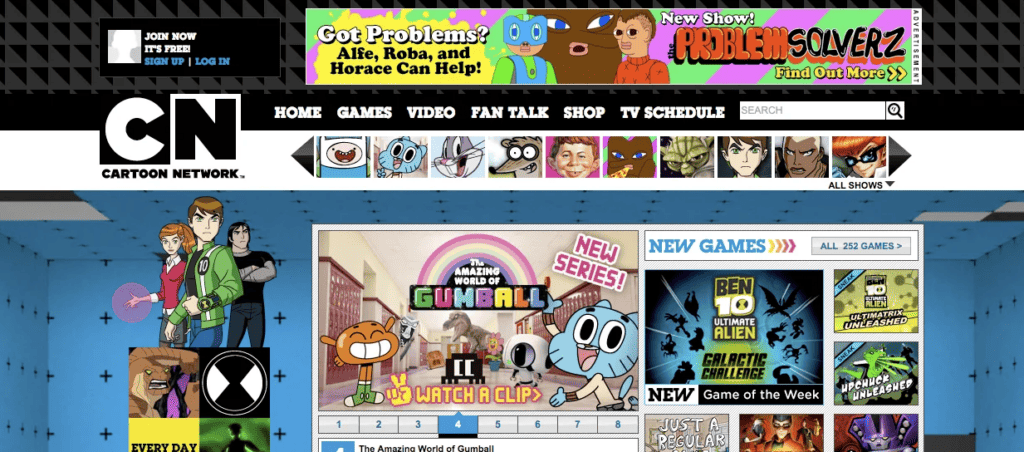 JOIN NOW
IT'S FREE!
SIGN UP | LOG IN
Got Problems?
Alfe, Roba, and
Horace Can Help!
New Show!
the PROBLEM SOLVERZ
Find Out More >>
ADVERTISEMENT
CN
CARTOON NETWORK™
HOME GAMES VIDEO FAN TALK SHOP TV SCHEDULE
SEARCH
ALL SHOWS
10
EVERY DAY
The
AMAZING
WORLD OF
GUMBALL
NEW
SERIES!
WATCH A CLIP>
1 2 3 4 5 6 7 8
4
The Amazing World of Gumball
NEW GAMES
ALL 252 GAMES >
BEN
10
ULTIMATE
ALIEN
GALACTIC
CHALLENGE
NEW Game of the Week
SNEAK
BEN
10
ULTIMATRIX
UNLEASHED
SNEAK
UPCHUCK
UNLEASHED
JUST A
REGULAR